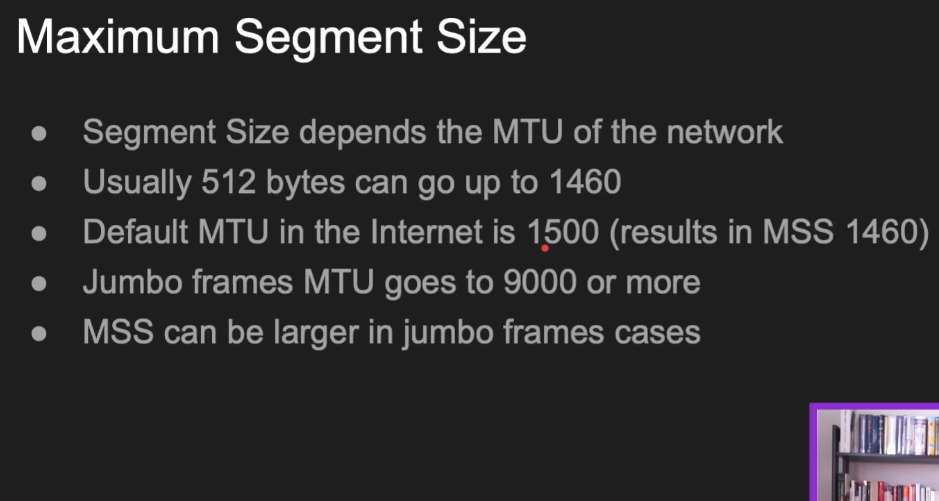 Maximum Segment Size
● Segment Size depends the MTU of the network
● Usually 512 bytes can go up to 1460
● Default MTU in the Internet is 1500 (results in MSS 1460)
● Jumbo frames MTU goes to 9000 or more
● MSS can be larger in jumbo frames cases